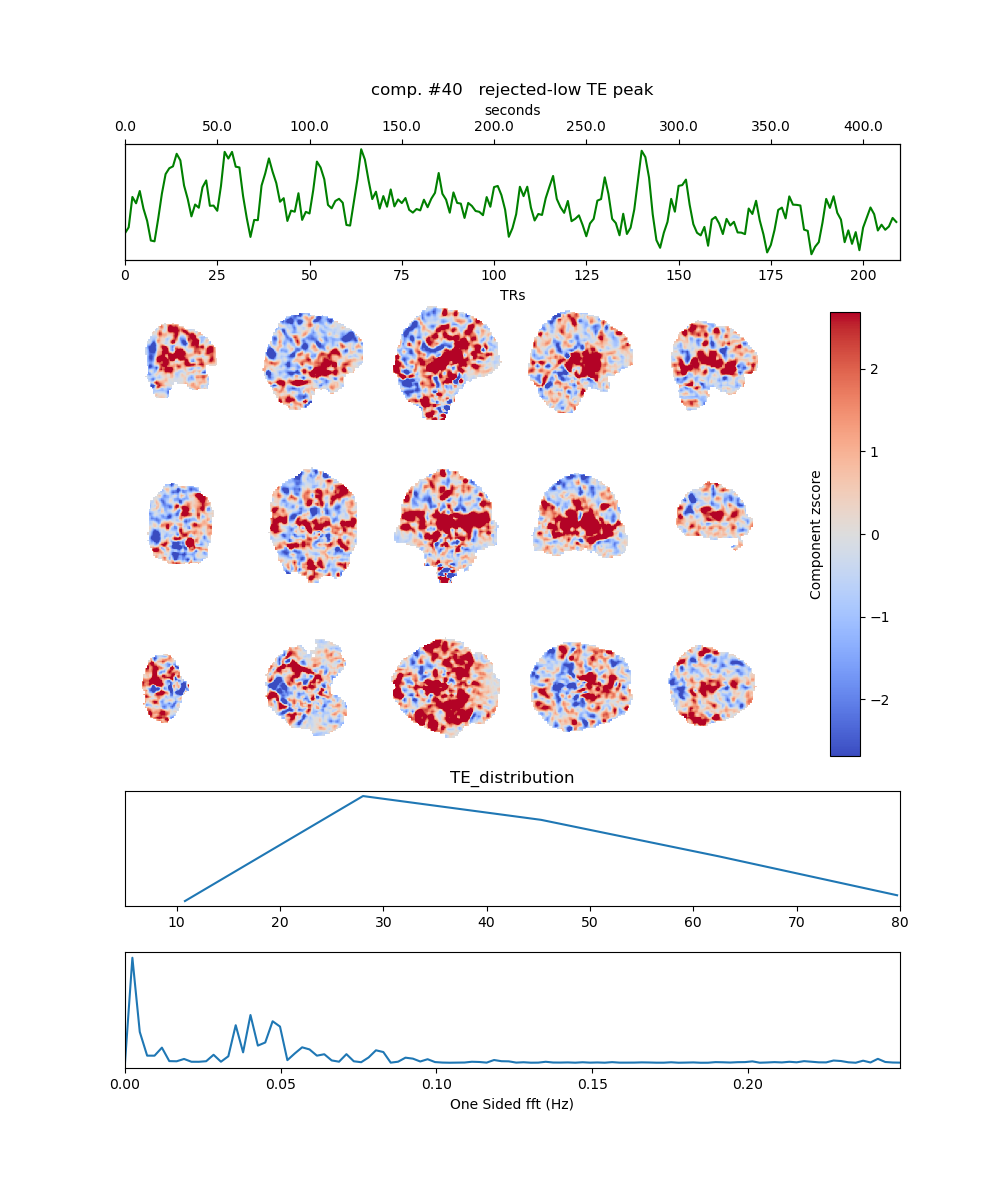 comp. #40   rejected-low TE peak
seconds
0.0 50.0 100.0 150.0 200.0 250.0 300.0 350.0 400.0
0 25 50 75 100 125 150 175 200
TRs
2
1
0
−1
−2
Component zscore
TE_distribution
10 20 30 40 50 60 70 80
0.00 0.05 0.10 0.15 0.20
One Sided fft (Hz)